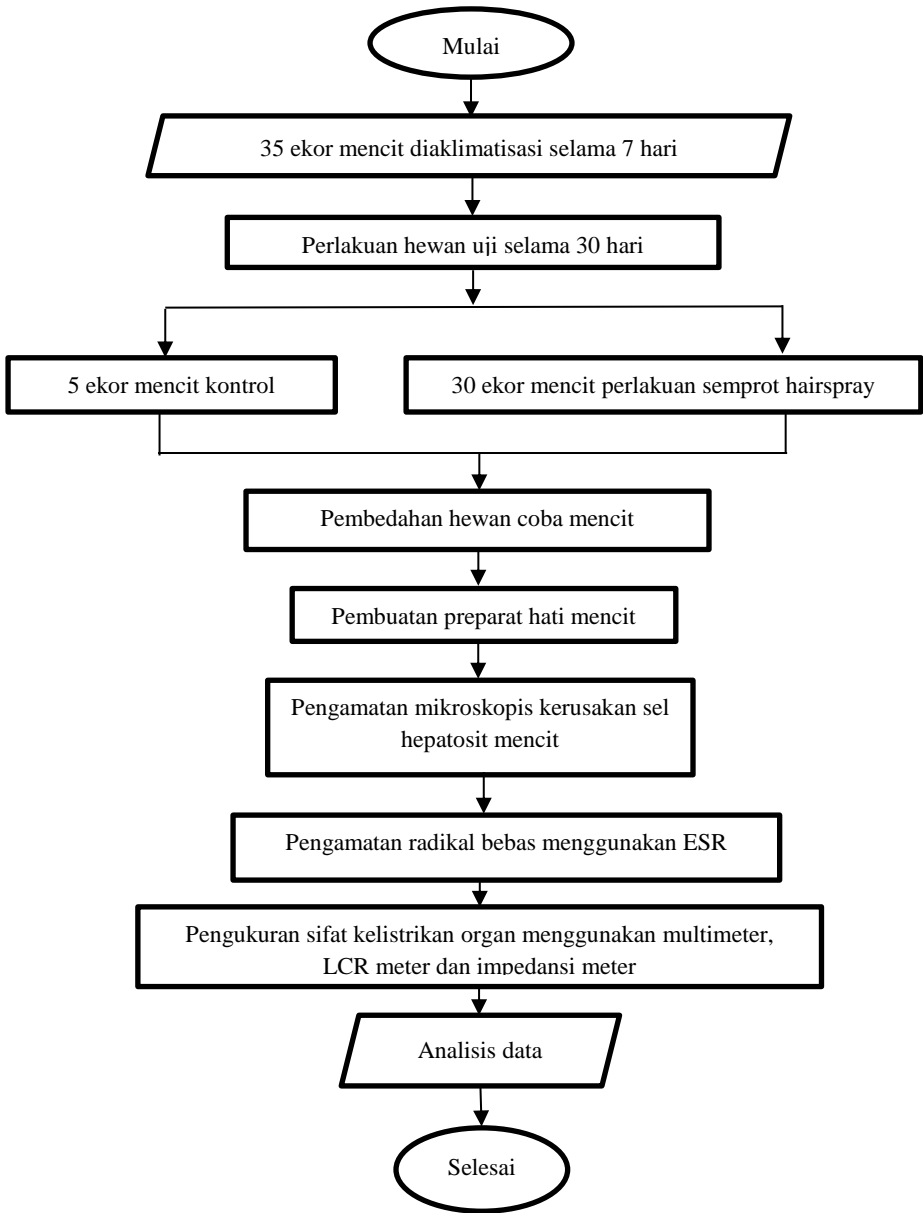 Mulai
35 ekor mencit diaklimatisasi selama 7 hari
Perlakuan hewan uji selama 30 hari
5 ekor mencit kontrol
30 ekor mencit perlakuan semprot hairspray
Pembedahan hewan coba mencit
Pembuatan preparat hati mencit
Pengamatan mikroskopis kerusakan sel
hepatosit mencit
Pengamatan radikal bebas menggunakan ESR
Pengukuran sifat kelistrikan organ menggunakan multimeter,
LCR meter dan impedansi meter
Analisis data
Selesai